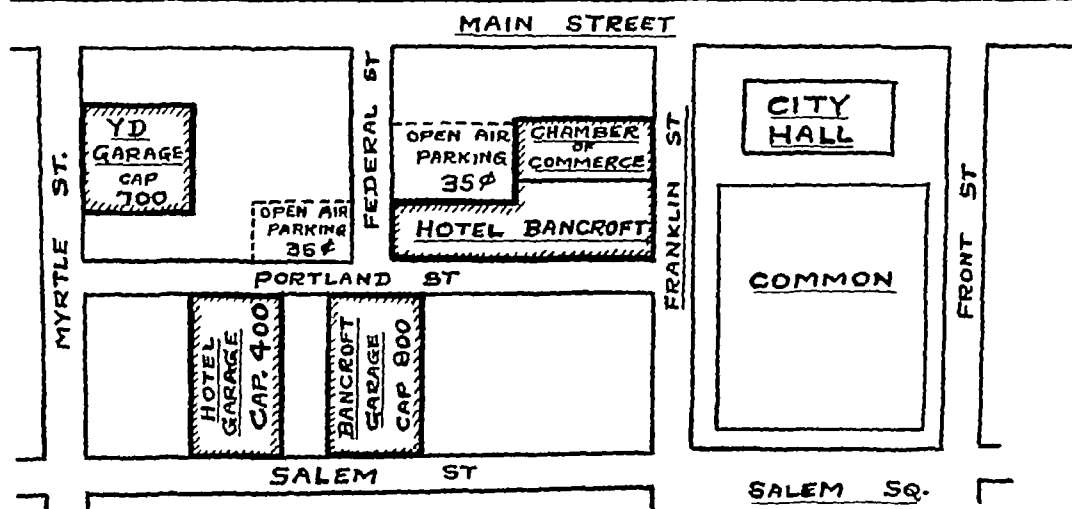 MAIN STREET
FEDERAL ST
CITY
HALL
YD
GARAGE
CAP
700
OPEN AIR
PARKING
35¢
CHAMBER
OF
COMMERCE
MYRTLE ST.
FRANKLIN ST
FRONT ST
OPEN AIR
PARKING
35¢
HOTEL BANCROFT
PORTLAND ST
COMMON
HOTEL
GARAGE
CAP. 400
BANCROFT
GARAGE
CAP 800
SALEM ST
SALEM SQ.